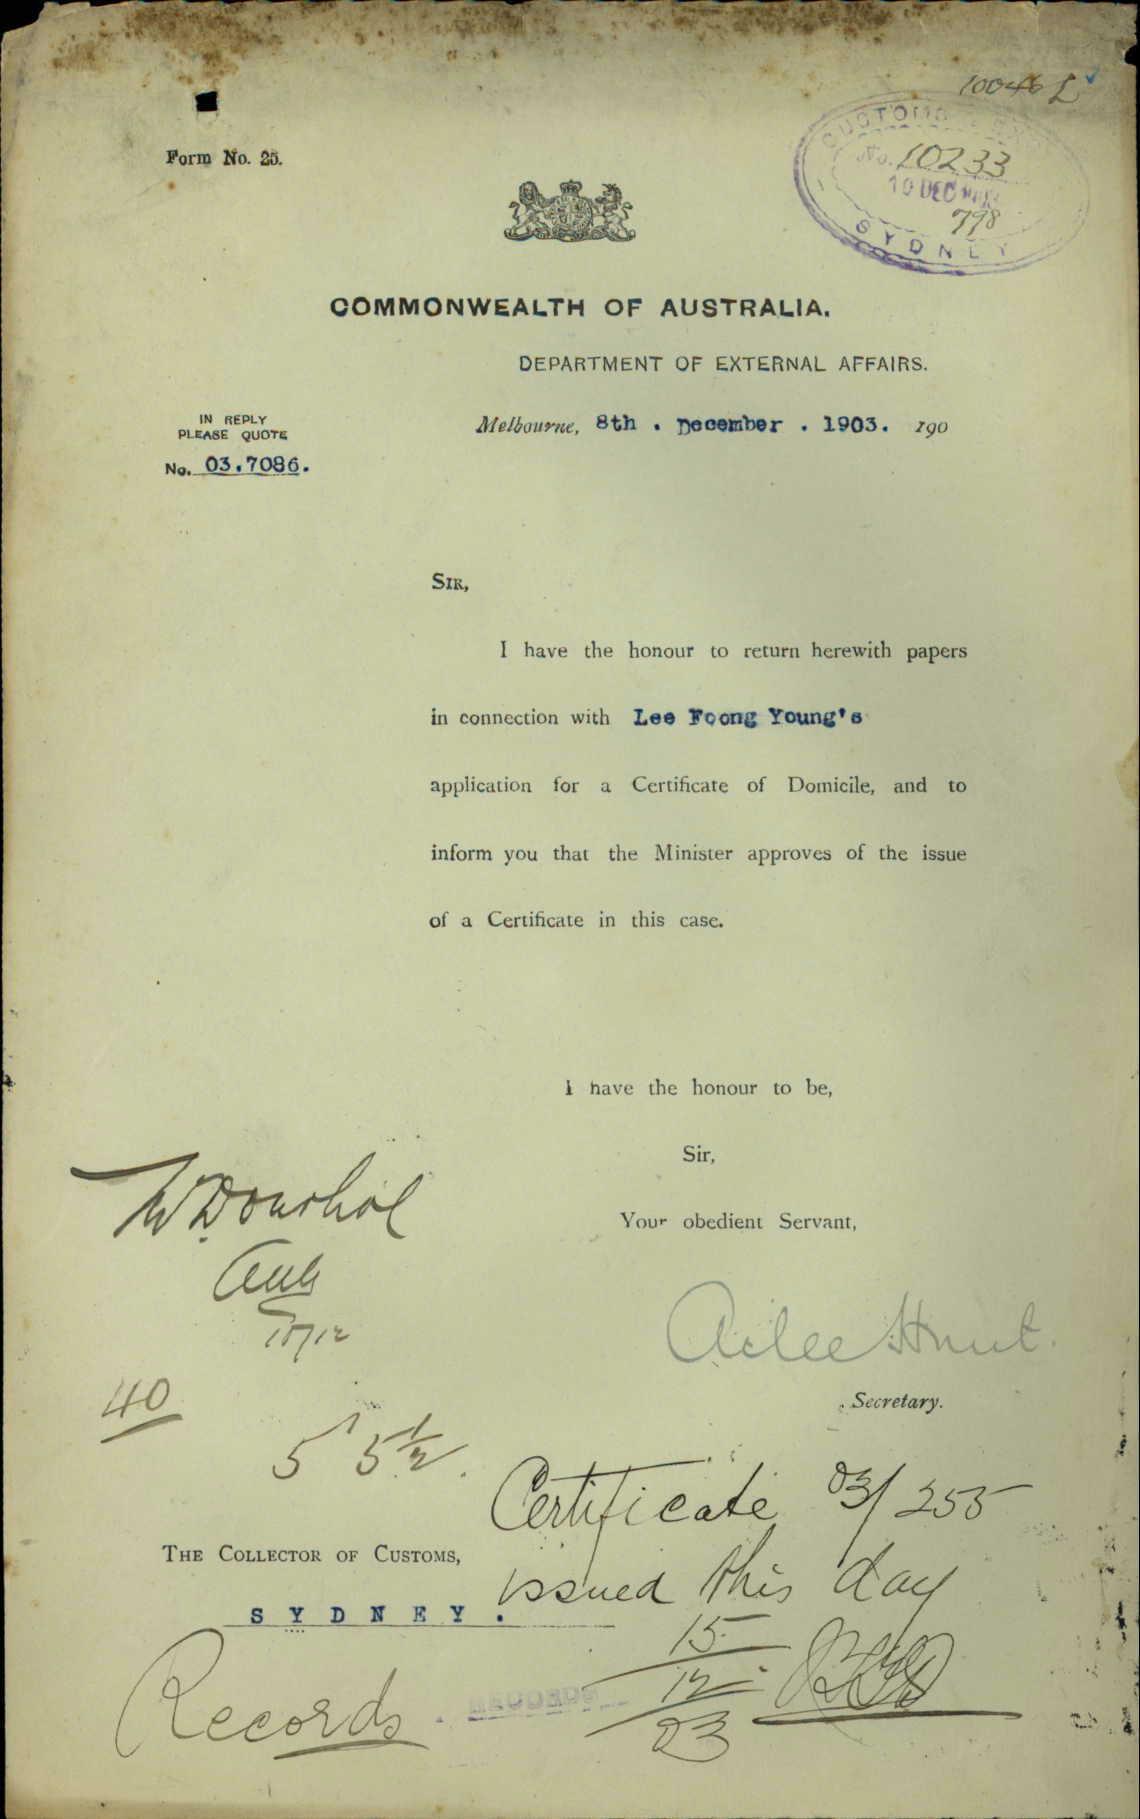 10046 L
Form No. 25.
CUSTOMS
No. 10233
10 DEC
798
SYDNEY
COMMONWEALTH OF AUSTRALIA.
DEPARTMENT OF EXTERNAL AFFAIRS.
IN REPLY
PLEASE QUOTE
No. 03.7086.
Melbourne, 8th . December . 1903. 190
SIR,
I have the honour to return herewith papers
in connection with Lee Foong Young's
application for a Certificate of Domicile, and to
inform you that the Minister approves of the issue
of a Certificate in this case.
I have the honour to be,
Sir,
Your obedient Servant,
Atlee Hunt.
Secretary.
40
5' 5½.
Certificate 03/255
THE COLLECTOR OF CUSTOMS,
issued this day
SYDNEY.
15
12
03
Records
RECORDS